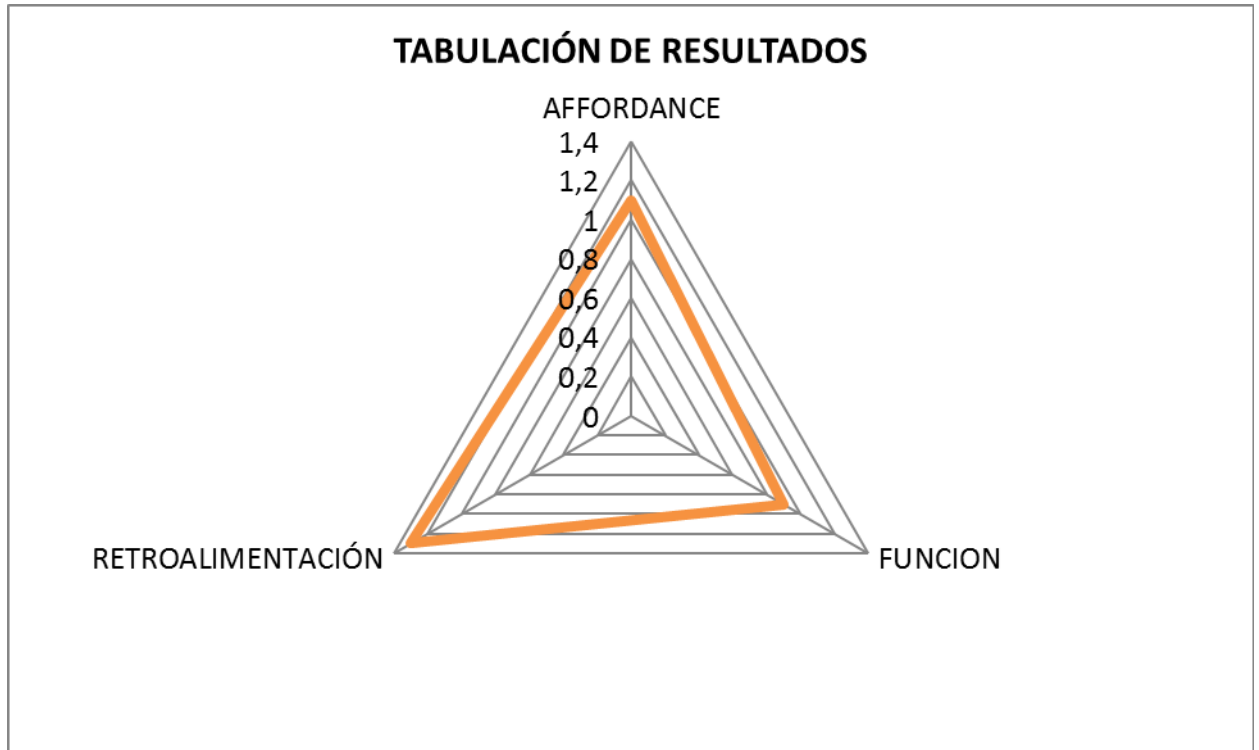 TABULACIÓN DE RESULTADOS
AFFORDANCE
1,4
1,2
1
0,8
0,6
0,4
0,2
0
RETROALIMENTACIÓN
FUNCION